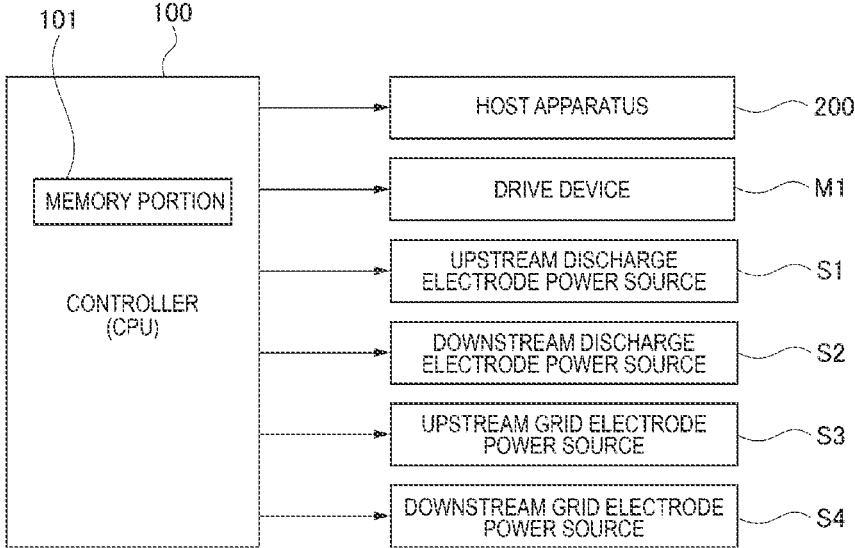 101
100
HOST APPARATUS
200
MEMORY PORTION
DRIVE DEVICE
M1
UPSTREAM DISCHARGE
ELECTRODE POWER SOURCE
S1
CONTROLLER
(CPU)
DOWNSTREAM DISCHARGE
ELECTRODE POWER SOURCE
S2
UPSTREAM GRID ELECTRODE
POWER SOURCE
S3
DOWNSTREAM GRID ELECTRODE
POWER SOURCE
S4